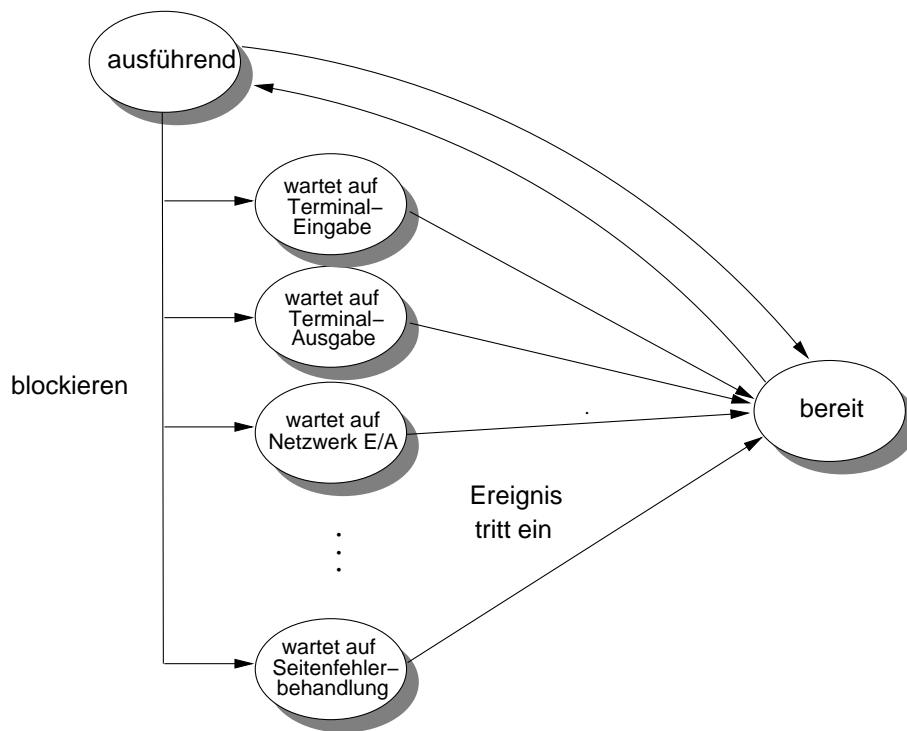 ausführend
wartet auf
Terminal–
Eingabe
wartet auf
Terminal–
Ausgabe
blockieren
bereit
wartet auf
Netzwerk E/A
Ereignis
tritt ein
wartet auf
Seitenfehler–
behandlung